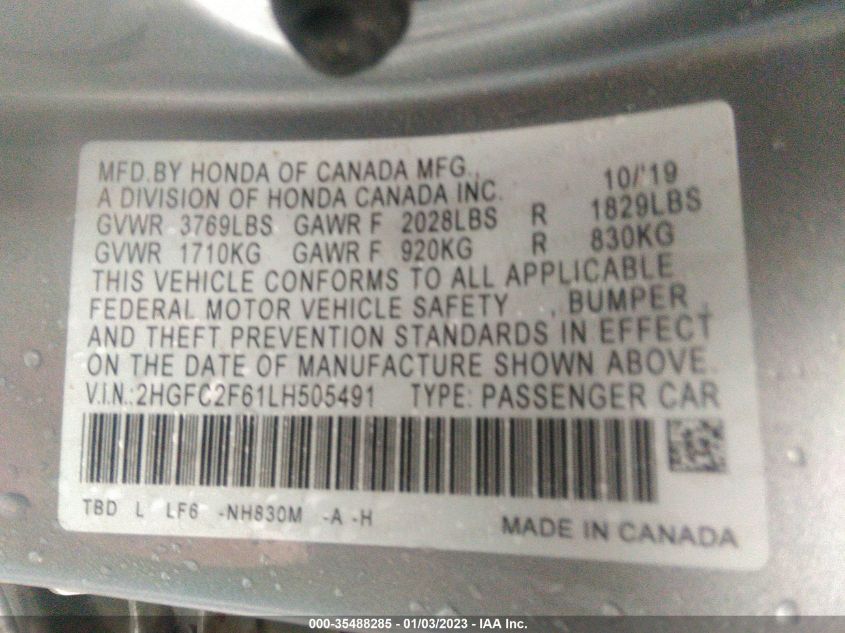 MFD.BY HONDA OF CANADA MFG., 10/'19
A DIVISION OF HONDA CANADA INC.
GVWR 3769LBS GAWR F 2028LBS R 1829LBS
GVWR 1710KG GAWR F 920KG R 830KG
THIS VEHICLE CONFORMS TO ALL APPLICABLE
FEDERAL MOTOR VEHICLE SAFETY , BUMPER ,
AND THEFT PREVENTION STANDARDS IN EFFECT
ON THE DATE OF MANUFACTURE SHOWN ABOVE.
V.I.N.:2HGFC2F61LH505491 TYPE: PASSENGER CAR
TBD L LF6 -NH830M -A -H MADE IN CANADA
000-35488285 - 01/03/2023 - IAA Inc.